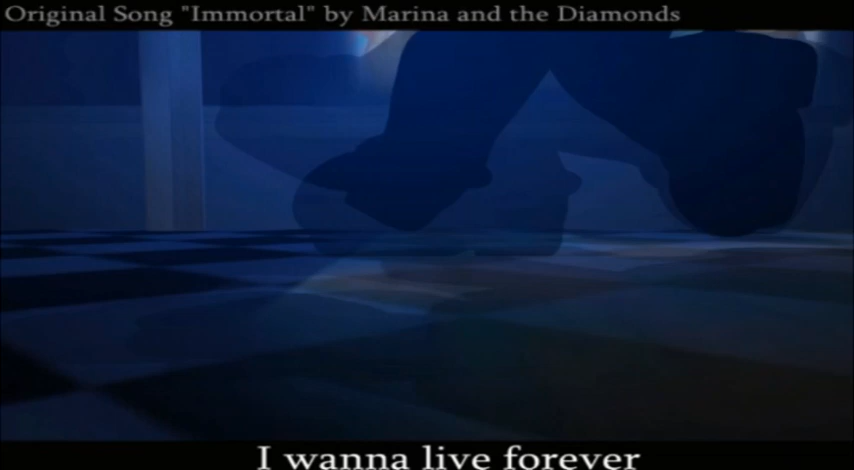 Original Song "Immortal" by Marina and the Diamonds
I wanna live forever